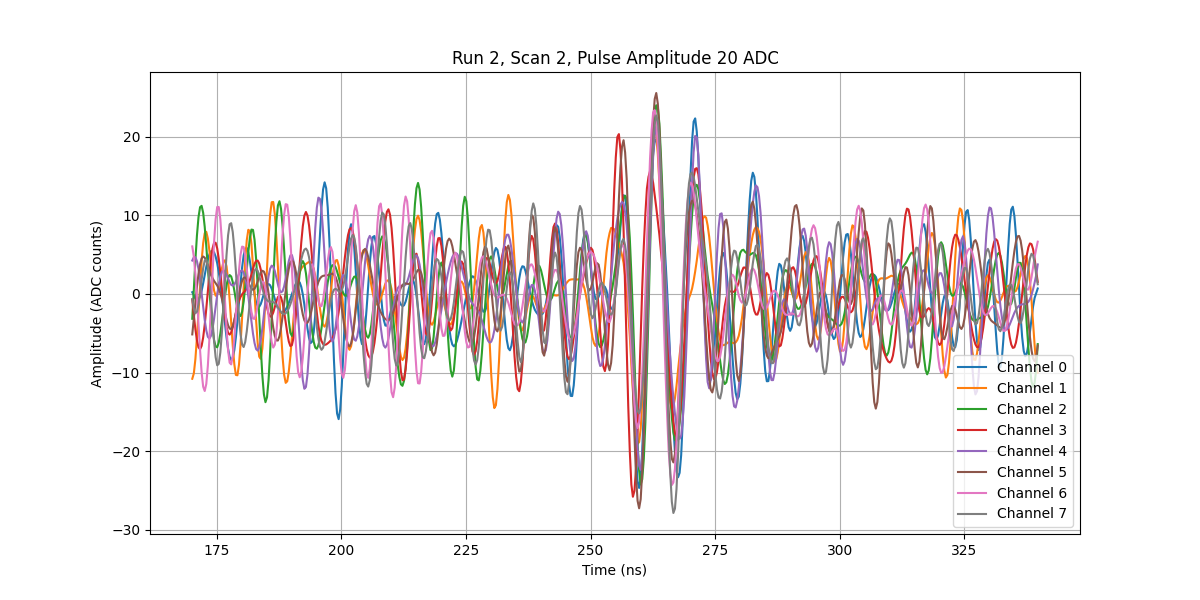 Run 2, Scan 2, Pulse Amplitude 20 ADC
Amplitude (ADC counts)
20
10
0
−10
−20
−30
175
200
225
250
275
300
325
Time (ns)
Channel 0
Channel 1
Channel 2
Channel 3
Channel 4
Channel 5
Channel 6
Channel 7